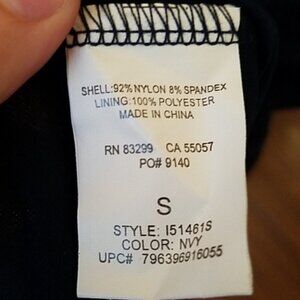 SHELL:92% NYLON 8% SPANDEX
LINING:100% POLYESTER
MADE IN CHINA
RN 83299 CA 55057
PO# 9140
S
STYLE: I51461S
COLOR: NVY
UPC# 796396916055